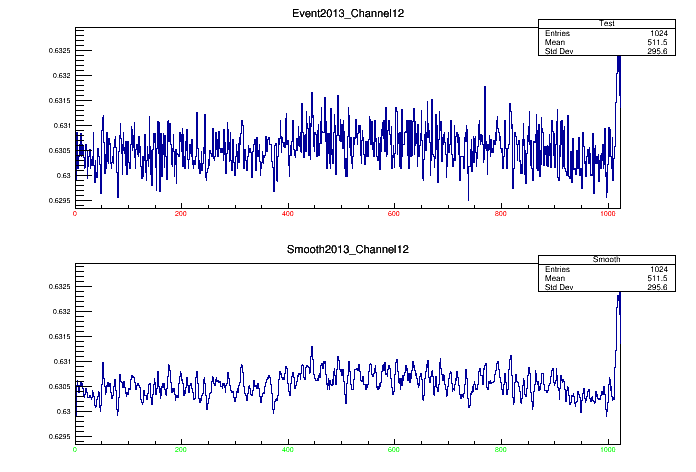 Event2013_Channel12
Test
Entries 1024
Mean 511.5
Std Dev 295.6
0.6325
0.632
0.6315
0.631
0.6305
0.63
0.6295
0 200 400 600 800 1000
Smooth2013_Channel12
Smooth
Entries 1024
Mean 511.5
Std Dev 295.6
0.6325
0.632
0.6315
0.631
0.6305
0.63
0.6295
0 200 400 600 800 1000